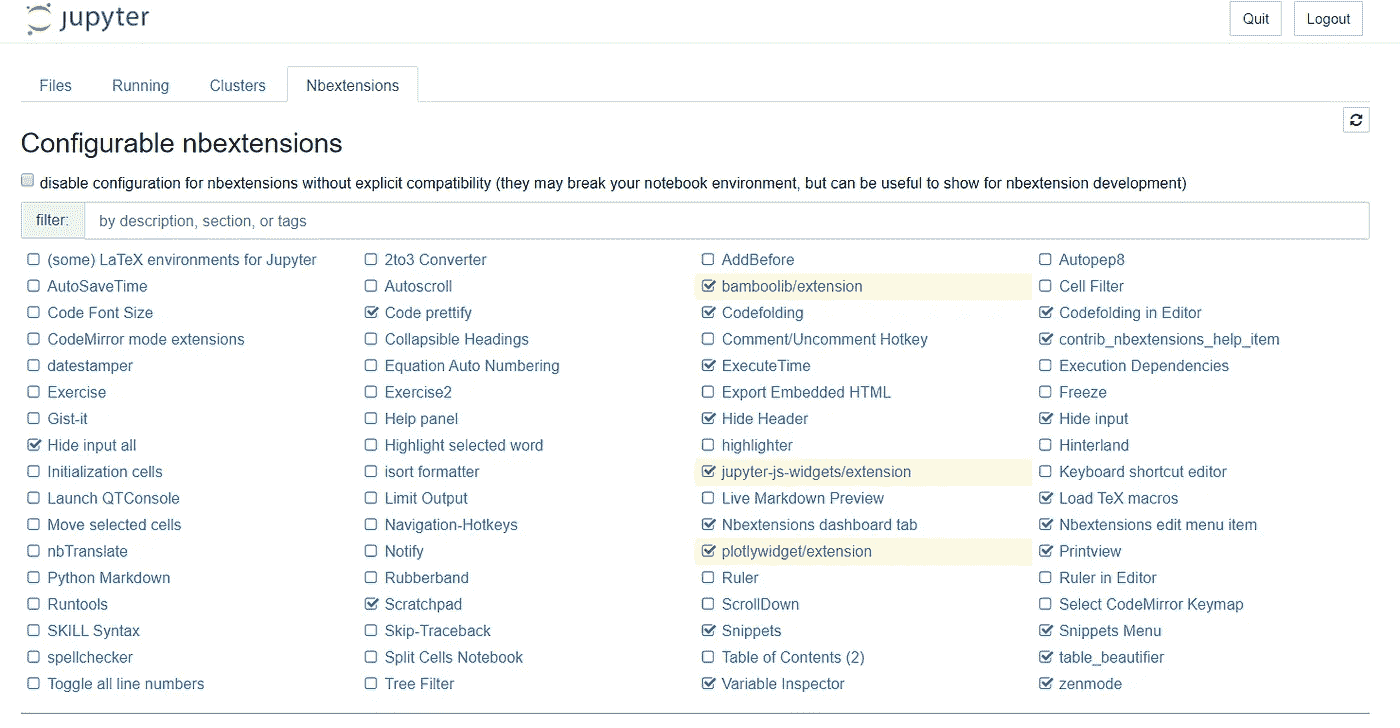 jupyter Quit Logout
Files Running Clusters Nbextensions
Configurable nbextensions
disable configuration for nbextensions without explicit compatibility (they may break your notebook environment, but can be useful to show for nbextension development)
filter: by description, section, or tags
(some) LaTeX environments for Jupyter 2to3 Converter AddBefore Autopep8
AutoSaveTime Autoscroll bamboolib/extension Cell Filter
Code Font Size Code prettify Codefolding Codefolding in Editor
CodeMirror mode extensions Collapsible Headings Comment/Uncomment Hotkey contrib_nbextensions_help_item
datestamper Equation Auto Numbering ExecuteTime Execution Dependencies
Exercise Exercise2 Export Embedded HTML Freeze
Gist-it Help panel Hide Header Hide input
Hide input all Highlight selected word highlighter Hinterland
Initialization cells isort formatter jupyter-js-widgets/extension Keyboard shortcut editor
Launch QTConsole Limit Output Live Markdown Preview Load TeX macros
Move selected cells Navigation-Hotkeys Nbextensions dashboard tab Nbextensions edit menu item
nbTranslate Notify plotlywidget/extension Printview
Python Markdown Rubberband Ruler Ruler in Editor
Runtools Scratchpad ScrollDown Select CodeMirror Keymap
SKILL Syntax Skip-Traceback Snippets Snippets Menu
spellchecker Split Cells Notebook Table of Contents (2) table_beautifier
Toggle all line numbers Tree Filter Variable Inspector zenmode